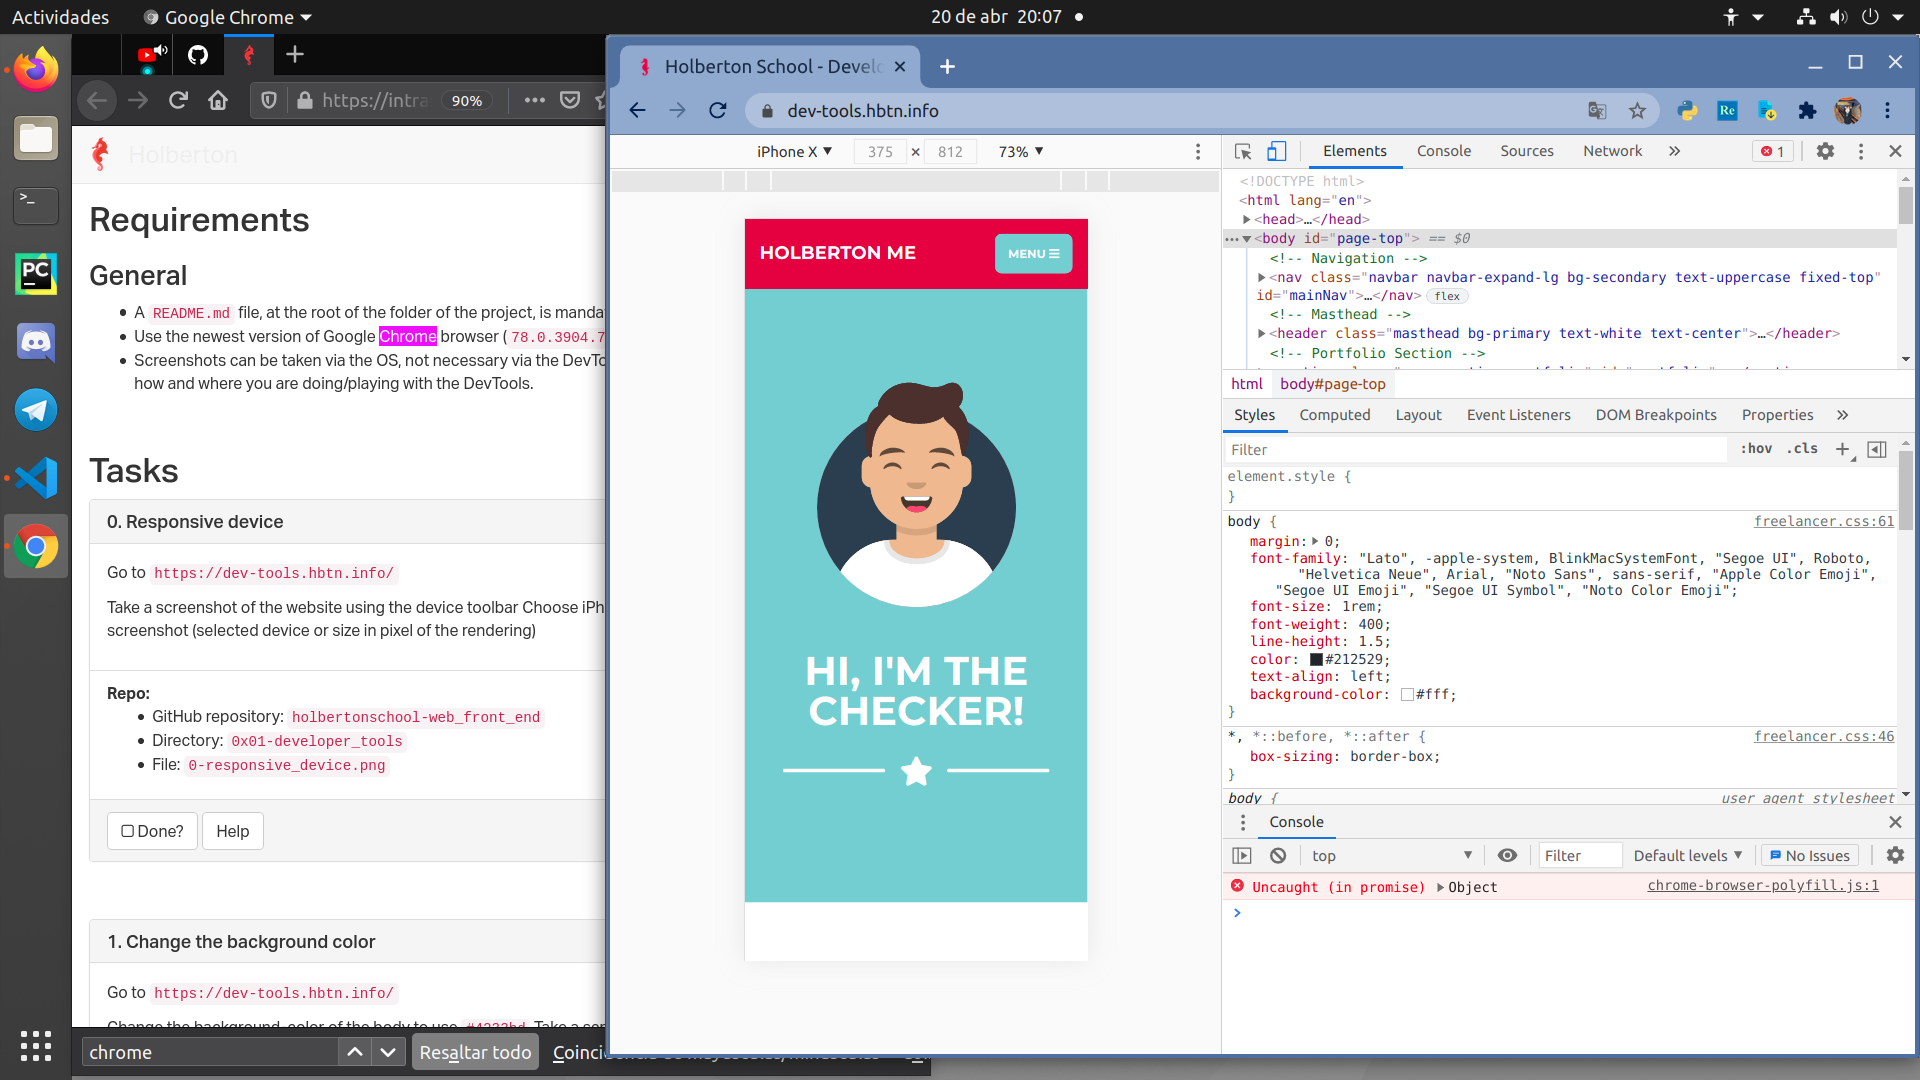 Actividades
Google Chrome
20 de abr 20:07
https://intra
90%
Holberton
Requirements
General
A README.md file, at the root of the folder of the project, is manda
Use the newest version of Google Chrome browser ( 78.0.3904.7
Screenshots can be taken via the OS, not necessary via the DevTo
how and where you are doing/playing with the DevTools.
Tasks
0. Responsive device
Go to https://dev-tools.hbtn.info/
Take a screenshot of the website using the device toolbar Choose iPh
screenshot (selected device or size in pixel of the rendering)
Repo:
GitHub repository: holbertonschool-web_front_end
Directory: 0x01-developer_tools
File: 0-responsive_device.png
Done?
Help
1. Change the background color
Go to https://dev-tools.hbtn.info/
Change the background-color of the body to use
chrome
Resaltar todo
Holberton School - Develo
dev-tools.hbtn.info
Re
iPhone X
375 × 812
73%
HOLBERTON ME
MENU
HI, I'M THE
CHECKER!
Elements
Console
Sources
Network
1
<!DOCTYPE html>
<html lang="en">
<head>…</head>
<body id="page-top"> == $0
<!-- Navigation -->
<nav class="navbar navbar-expand-lg bg-secondary text-uppercase fixed-top"
id="mainNav">…</nav> flex
<!-- Masthead -->
<header class="masthead bg-primary text-white text-center">…</header>
<!-- Portfolio Section -->
html
body#page-top
Styles
Computed
Layout
Event Listeners
DOM Breakpoints
Properties
Filter
:hov
.cls
element.style {
}
body {
freelancer.css:61
margin: 0;
font-family: "Lato", -apple-system, BlinkMacSystemFont, "Segoe UI", Roboto,
"Helvetica Neue", Arial, "Noto Sans", sans-serif, "Apple Color Emoji",
"Segoe UI Emoji", "Segoe UI Symbol", "Noto Color Emoji";
font-size: 1rem;
font-weight: 400;
line-height: 1.5;
color: #212529;
text-align: left;
background-color: #fff;
}
*, *::before, *::after {
freelancer.css:46
box-sizing: border-box;
}
body {
user agent stylesheet
Console
top
Filter
Default levels
No Issues
Uncaught (in promise) Object
chrome-browser-polyfill.js:1